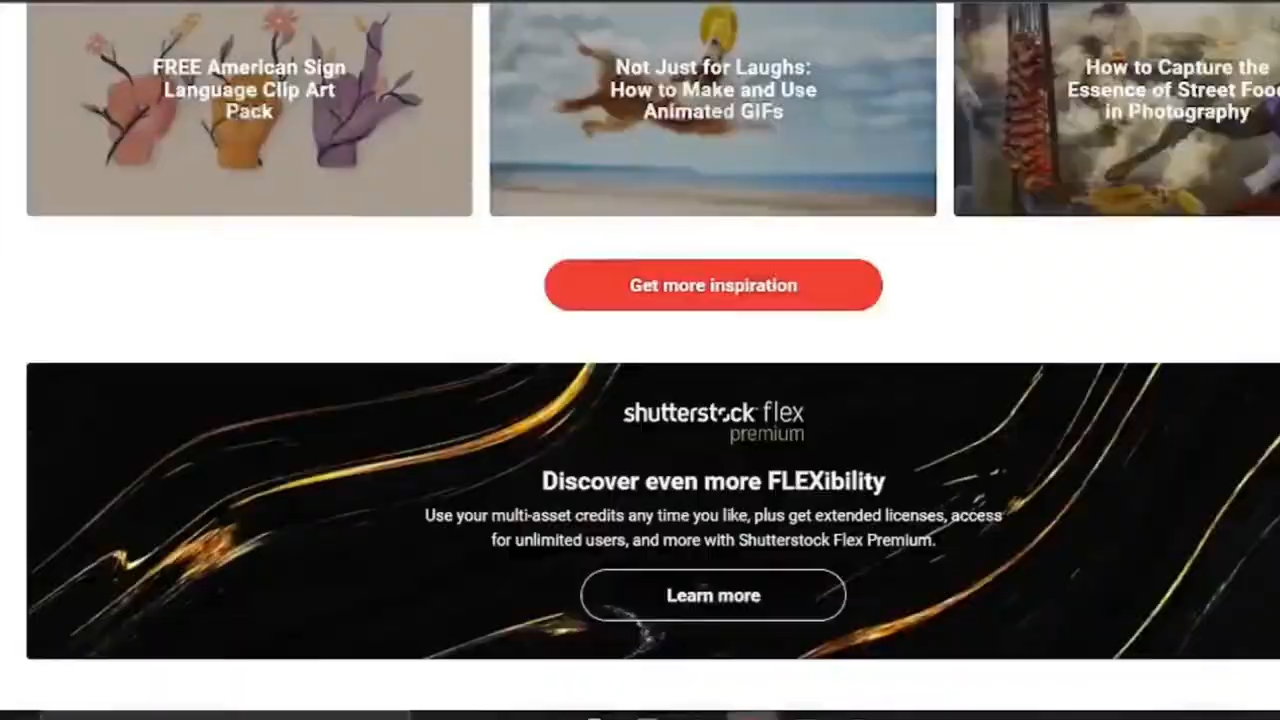 FREE American Sign
Language Clip Art
Pack
Not Just for Laughs:
How to Make and Use
Animated GIFs
How to Capture the
Essence of Street Food
in Photography
Get more inspiration
shutterstock flex
premium
Discover even more FLEXibility
Use your multi-asset credits any time you like, plus get extended licenses, access
for unlimited users, and more with Shutterstock Flex Premium.
Learn more